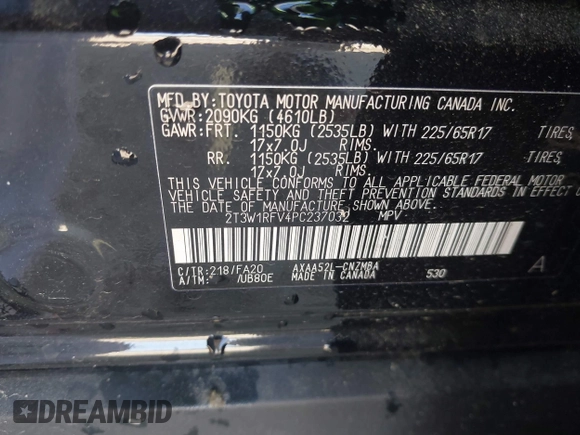 MFD BY:TOYOTA MOTOR MANUFACTURING CANADA INC.
GVWR:2090KG (4610LB)
GAWR:FRT. 1150KG (2535LB) WITH 225/65R17 TIRES,
17x7.0J RIMS.
RR. 1150KG (2535LB) WITH 225/65R17 TIRES,
17x7.0J RIMS.
THIS VEHICLE CONFORMS TO ALL APPLICABLE FEDERAL MOTOR
VEHICLE SAFETY AND THEFT PREVENTION STANDARDS IN EFFECT
THE DATE OF MANUFACTURE SHOWN ABOVE.
2T3W1RFV4PC237032 MPV
C/TR:218/FA20 AXAA52L-CNZMBA 530 A
A/TM: /UB80E MADE IN CANADA
DREAMBID